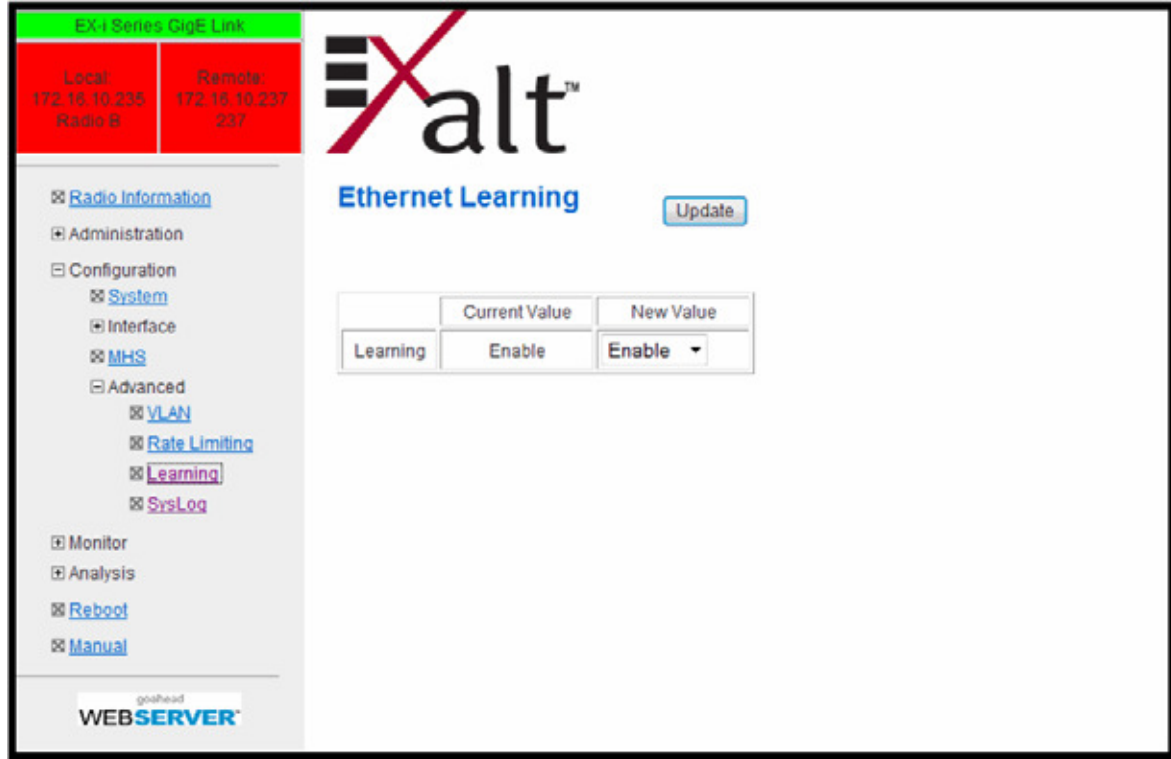 EX-i Series GigE Link
Local:
172.16.10.235
Radio B
Remote:
172.16.10.237
237
EXalt™
Radio Information
Administration
Configuration
System
Interface
MHS
Advanced
VLAN
Rate Limiting
Learning
SysLog
Monitor
Analysis
Reboot
Manual
goahead
WEBSERVER™
Ethernet Learning
Update
Current Value New Value
Learning Enable Enable